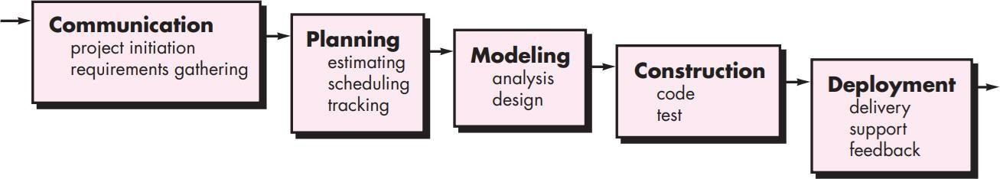 Communication
project initiation
requirements gathering
Planning
estimating
scheduling
tracking
Modeling
analysis
design
Construction
code
test
Deployment
delivery
support
feedback